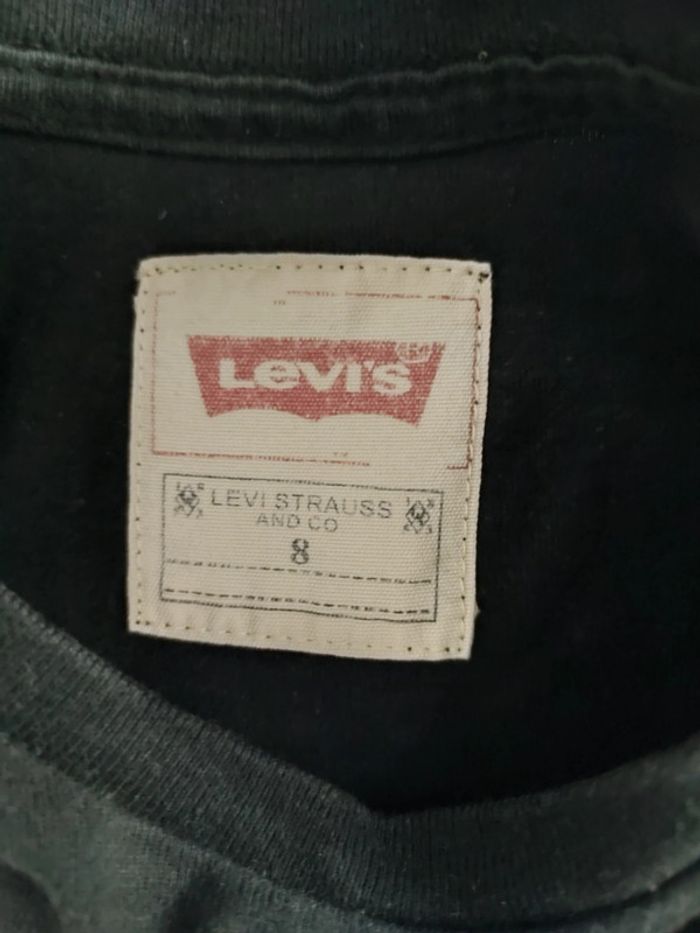 Levi's
LEVI STRAUSS
AND CO
8